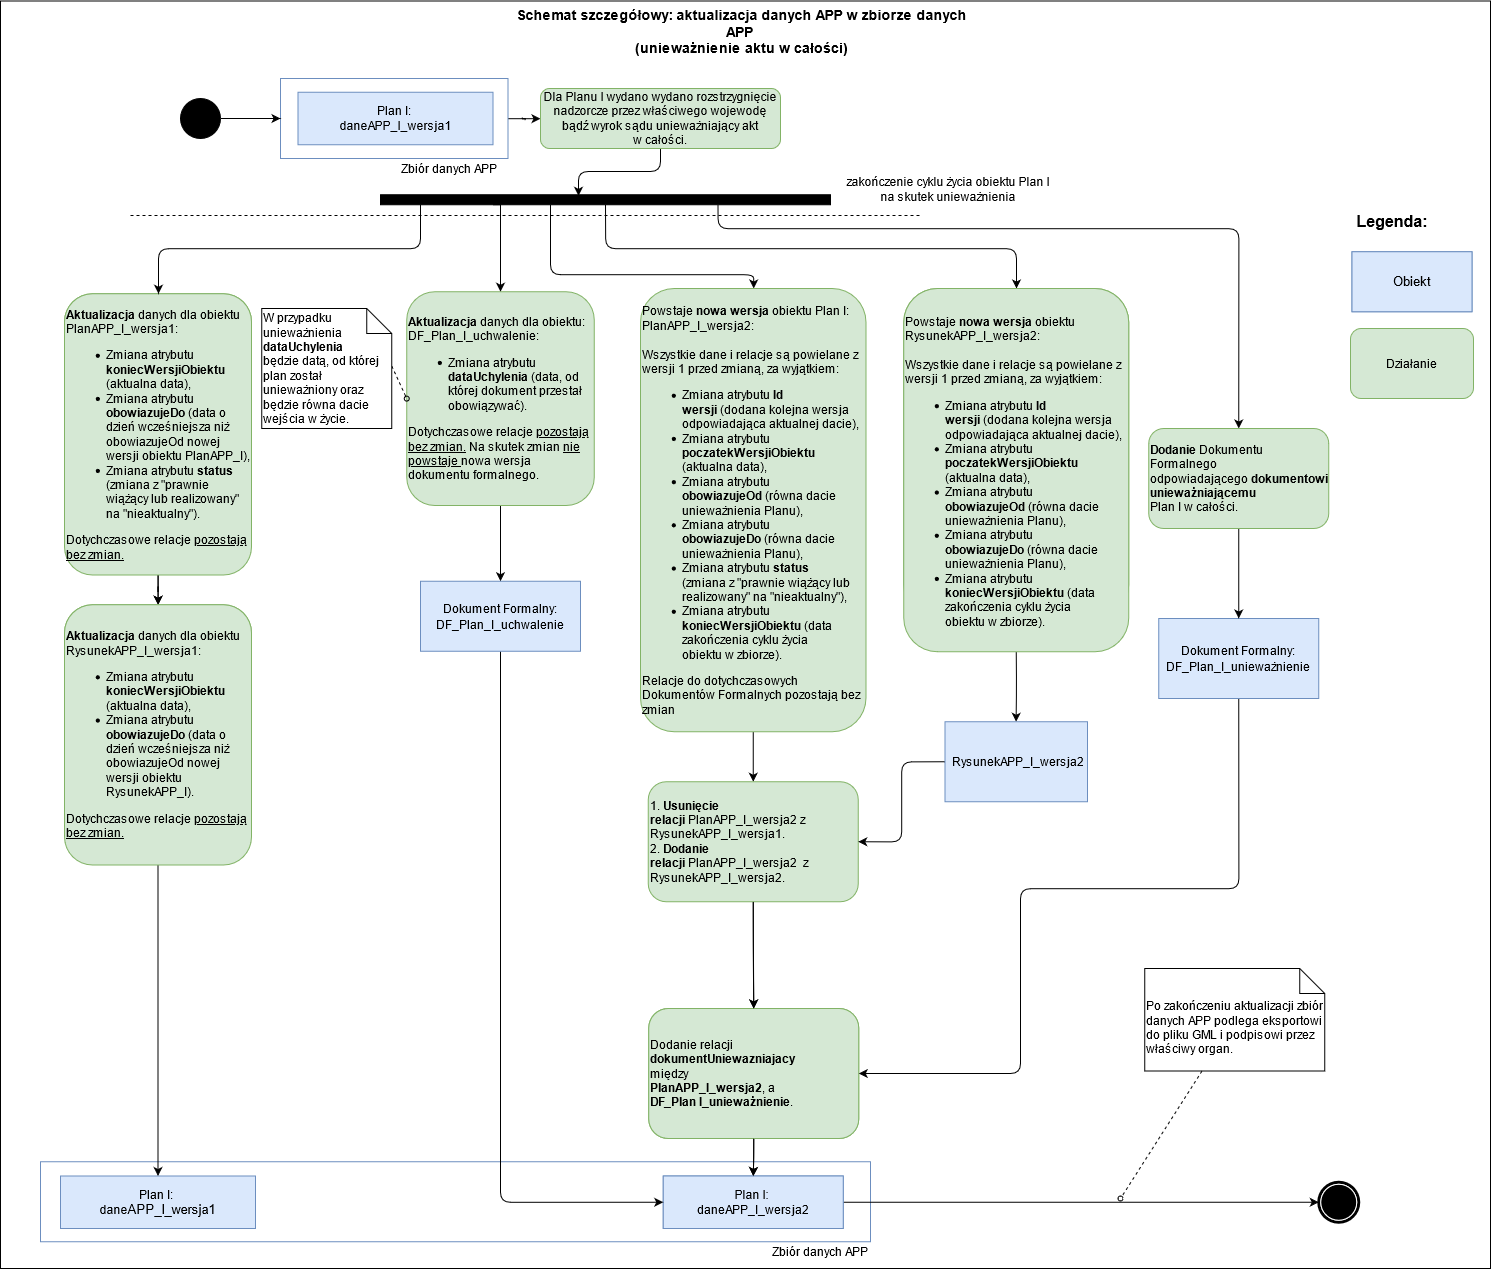 Schemat szczegółowy: aktualizacja danych APP w zbiorze danych
APP
(unieważnienie aktu w całości)
Plan I:
daneAPP_I_wersja1
Zbiór danych APP
Dla Planu I wydano wydano rozstrzygnięcie
nadzorcze przez właściwego wojewodę
bądź wyrok sądu unieważniający akt
w całości.
zakończenie cyklu życia obiektu Plan I
na skutek unieważnienia
Legenda:
Obiekt
Działanie
Aktualizacja danych dla obiektu
PlanAPP_I_wersja1:
• Zmiana atrybutu
koniecWersjiObiektu
(aktualna data),
• Zmiana atrybutu
obowiazujeDo (data o
dzień wcześniejsza niż
obowiazujeOd nowej
wersji obiektu PlanAPP_I),
• Zmiana atrybutu status
(zmiana z "prawnie
wiążący lub realizowany"
na "nieaktualny").
Dotychczasowe relacje pozostają
bez zmian.
W przypadku
unieważnienia
dataUchylenia
będzie datą, od której
plan został
unieważniony oraz
będzie równa dacie
wejścia w życie.
Aktualizacja danych dla obiektu:
DF_Plan_I_uchwalenie:
• Zmiana atrybutu
dataUchylenia (data, od
której dokument przestał
obowiązywać).
Dotychczasowe relacje pozostają
bez zmian. Na skutek zmian nie
powstaje nowa wersja
dokumentu formalnego.
Powstaje nowa wersja obiektu Plan I:
PlanAPP_I_wersja2:
Wszystkie dane i relacje są powielane z
wersji 1 przed zmianą, za wyjątkiem:
• Zmiana atrybutu Id
wersji (dodana kolejna wersja
odpowiadająca aktualnej dacie),
• Zmiana atrybutu
poczatekWersjiObiektu
(aktualna data),
• Zmiana atrybutu
obowiazujeOd (równa dacie
unieważnienia Planu),
• Zmiana atrybutu
obowiazujeDo (równa dacie
unieważnienia Planu),
• Zmiana atrybutu status
(zmiana z "prawnie wiążący lub
realizowany" na "nieaktualny"),
• Zmiana atrybutu
koniecWersjiObiektu (data
zakończenia cyklu życia
obiektu w zbiorze).
Relacje do dotychczasowych
Dokumentów Formalnych pozostają bez
zmian
Powstaje nowa wersja obiektu
RysunekAPP_I_wersja2:
Wszystkie dane i relacje są powielane z
wersji 1 przed zmianą, za wyjątkiem:
• Zmiana atrybutu Id
wersji (dodana kolejna wersja
odpowiadająca aktualnej dacie),
• Zmiana atrybutu
poczatekWersjiObiektu
(aktualna data),
• Zmiana atrybutu
obowiazujeOd (równa dacie
unieważnienia Planu),
• Zmiana atrybutu
obowiazujeDo (równa dacie
unieważnienia Planu),
• Zmiana atrybutu
koniecWersjiObiektu (data
zakończenia cyklu życia
obiektu w zbiorze).
Dodanie Dokumentu
Formalnego
odpowiadającego dokumentowi
unieważniającemu
Plan I w całości.
Aktualizacja danych dla obiektu
RysunekAPP_I_wersja1:
• Zmiana atrybutu
koniecWersjiObiektu
(aktualna data),
• Zmiana atrybutu
obowiazujeDo (data o
dzień wcześniejsza niż
obowiazujeOd nowej
wersji obiektu
RysunekAPP_I).
Dotychczasowe relacje pozostają
bez zmian.
Dokument Formalny:
DF_Plan_I_uchwalenie
Dokument Formalny:
DF_Plan_I_unieważnienie
RysunekAPP_I_wersja2
1. Usunięcie
relacji PlanAPP_I_wersja2 z
RysunekAPP_I_wersja1.
2. Dodanie
relacji PlanAPP_I_wersja2 z
RysunekAPP_I_wersja2.
Dodanie relacji
dokumentUniewazniajacy
między
PlanAPP_I_wersja2, a
DF_Plan I_unieważnienie.
Po zakończeniu aktualizacji zbiór
danych APP podlega eksportowi
do pliku GML i podpisowi przez
właściwy organ.
Plan I:
daneAPP_I_wersja1
Plan I:
daneAPP_I_wersja2
Zbiór danych APP